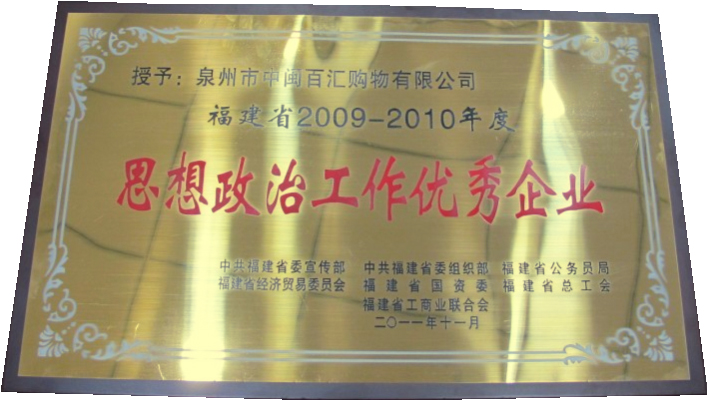 授予：泉州市中闽百汇购物有限公司
福建省2009-2010年度
思想政治工作优秀企业
中共福建省委宣传部 中共福建省委组织部 福建省公务员局
福建省经济贸易委员会 福建省国资委 福建省总工会
福建省工商业联合会
二〇一一年十一月